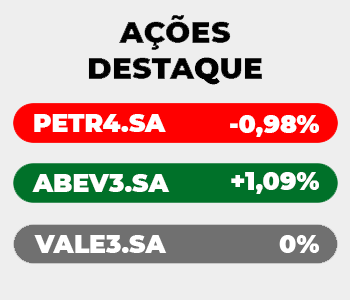 AÇÕES
DESTAQUE
PETR4.SA -0,98%
ABEV3.SA +1,09%
VALE3.SA 0%